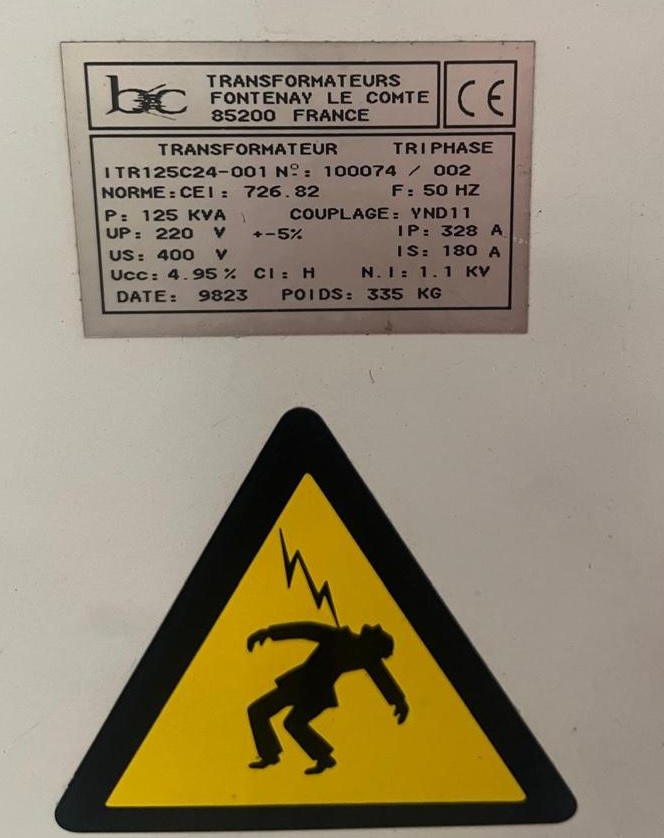 bc TRANSFORMATEURS
FONTENAY LE COMTE
85200 FRANCE
CE
TRANSFORMATEUR TRIPHASE
ITR125C24-001 Nº: 100074 / 002
NORME:CEI: 726.82 F: 50 HZ
P: 125 KVA COUPLAGE: YND11
UP: 220 V +-5% IP: 328 A
US: 400 V IS: 180 A
Ucc: 4.95% CI: H N.I: 1.1 KV
DATE: 9823 POIDS: 335 KG